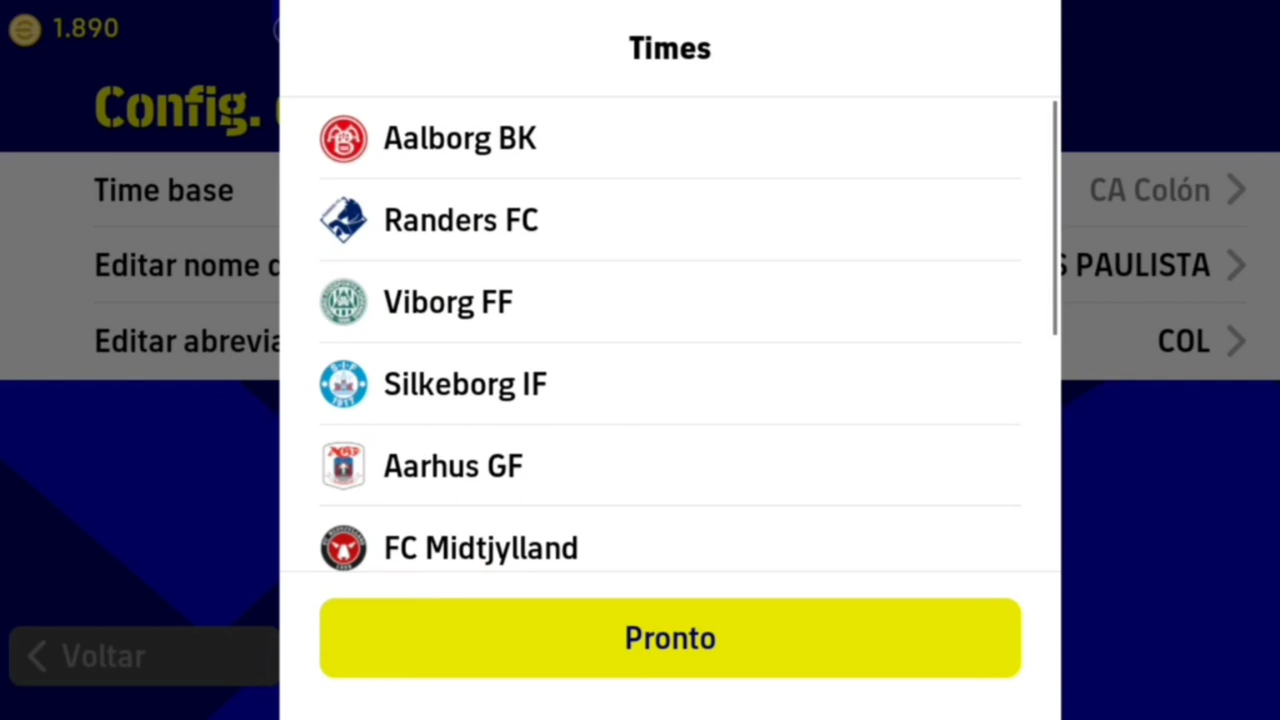 1.890
Times
Config.
Aalborg BK
Time base
CA Colón
Randers FC
Editar nome
PAULISTA
Viborg FF
Editar
COL
Silkeborg IF
Aarhus GF
FC Midtjylland
Pronto
Voltar